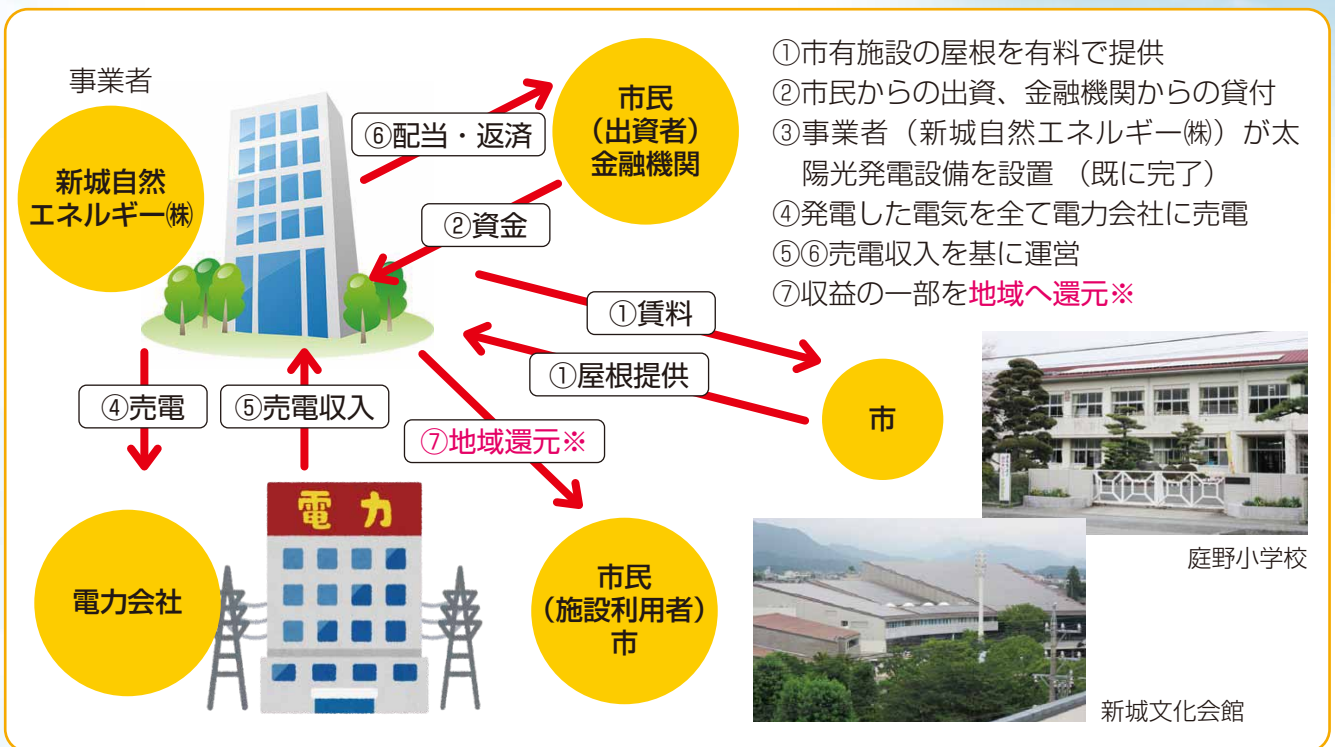 事業者
新城自然
エネルギー㈱
⑥配当・返済
市民
（出資者）
金融機関
②資金
①賃料
①屋根提供
市
④売電
⑤売電収入
⑦地域還元※
電力
電力会社
市民
（施設利用者）
市
①市有施設の屋根を有料で提供
②市民からの出資、金融機関からの貸付
③事業者（新城自然エネルギー㈱）が太
陽光発電設備を設置 （既に完了）
④発電した電気を全て電力会社に売電
⑤⑥売電収入を基に運営
⑦収益の一部を地域へ還元※
庭野小学校
新城文化会館